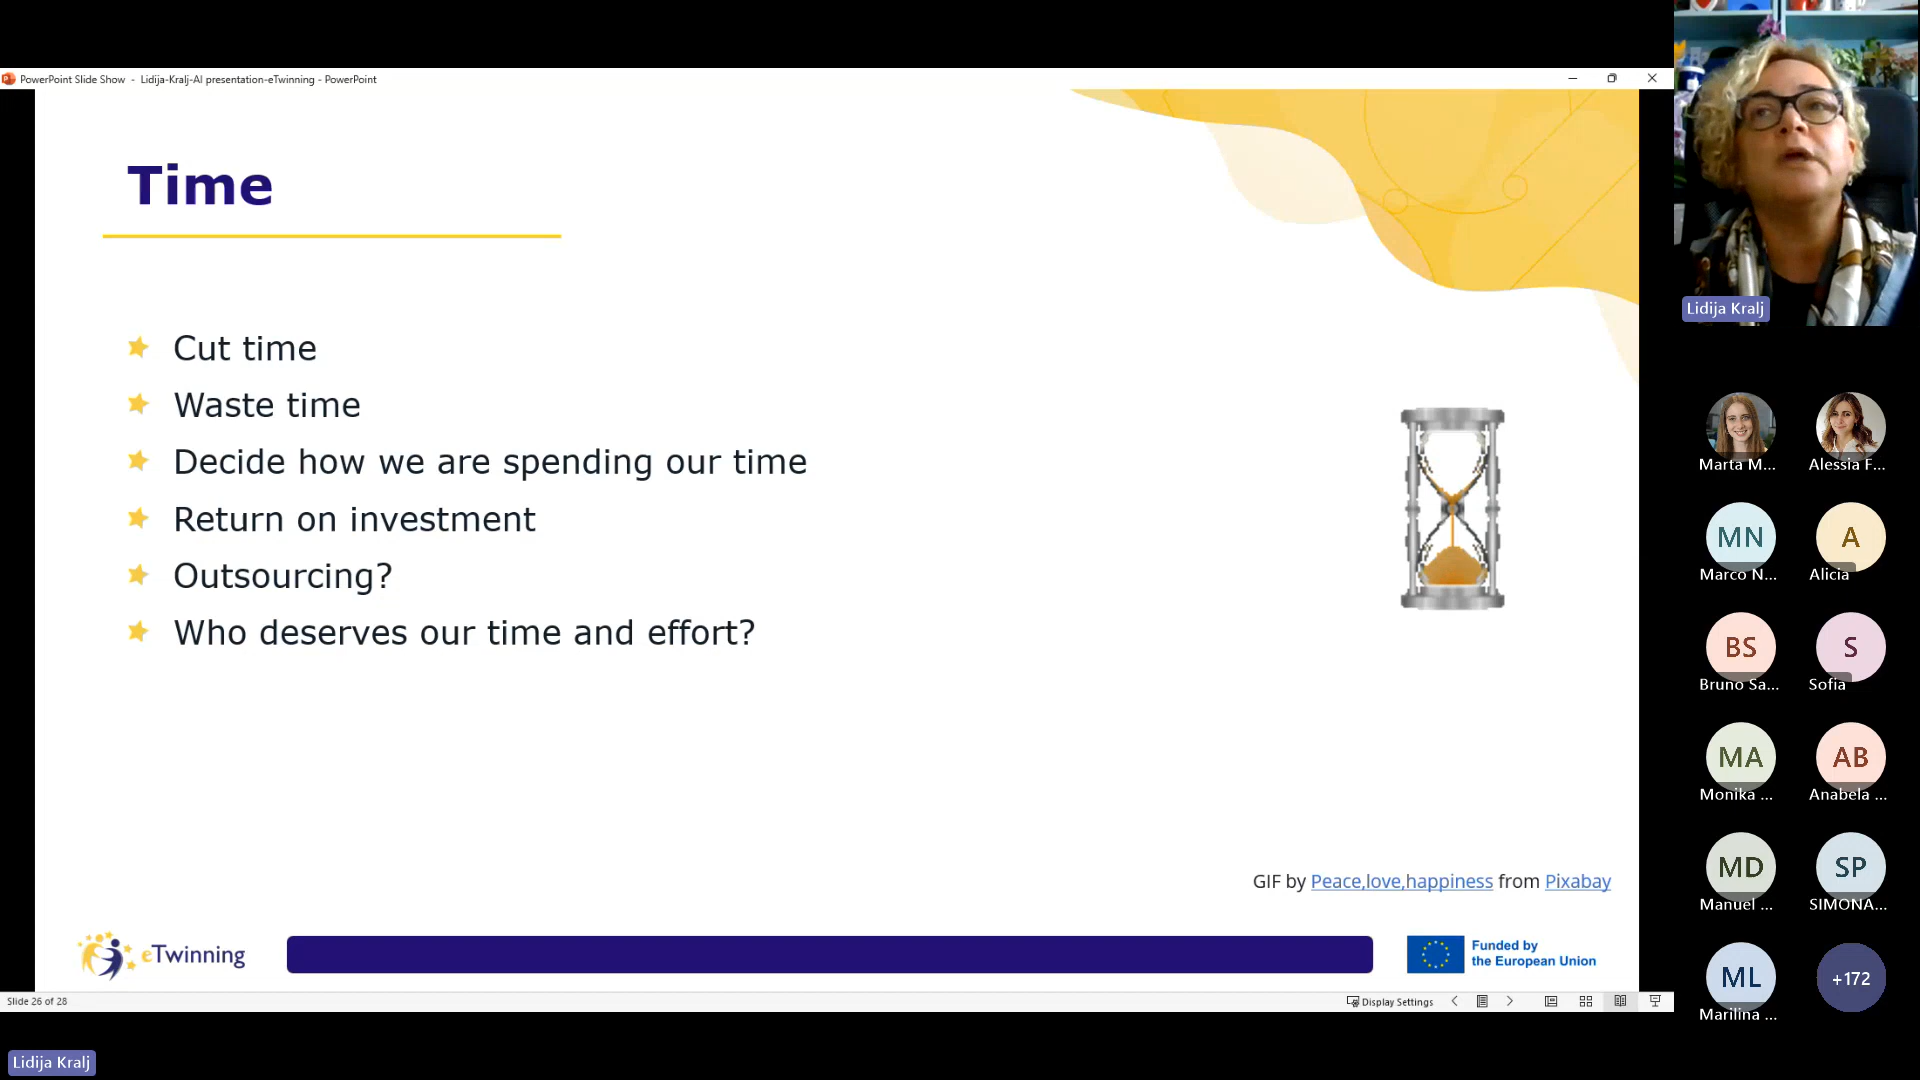 PowerPoint Slide Show - Lidija-Kralj-AI presentation-eTwinning - PowerPoint
Time
Cut time
Waste time
Decide how we are spending our time
Return on investment
Outsourcing?
Who deserves our time and effort?
GIF by Peace,love,happiness from Pixabay
eTwinning
Funded by
the European Union
Slide 26 of 28
Display Settings
Lidija Kralj
Marta M...
Alessia F...
MN
Marco N...
A
Alicia
BS
Bruno Sa...
S
Sofia
MA
Monika ...
AB
Anabela ...
MD
Manuel ...
SP
SIMONA...
ML
Marilina ...
+172
Lidija Kralj